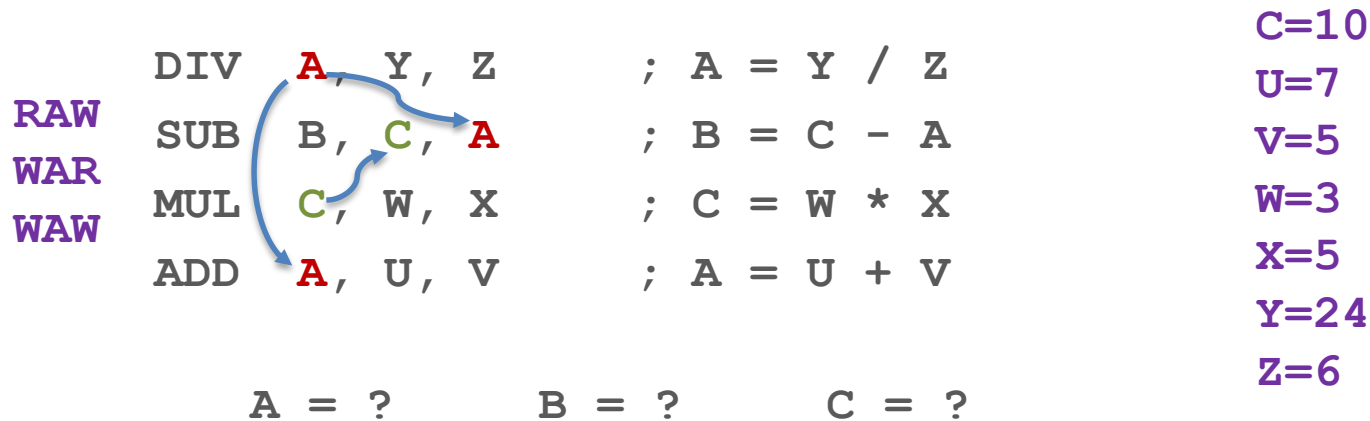 DIV A, Y, Z ; A = Y / Z
SUB B, C, A ; B = C - A
MUL C, W, X ; C = W * X
ADD A, U, V ; A = U + V
RAW
WAR
WAW
C=10
U=7
V=5
W=3
X=5
Y=24
Z=6
A = ? B = ? C = ?